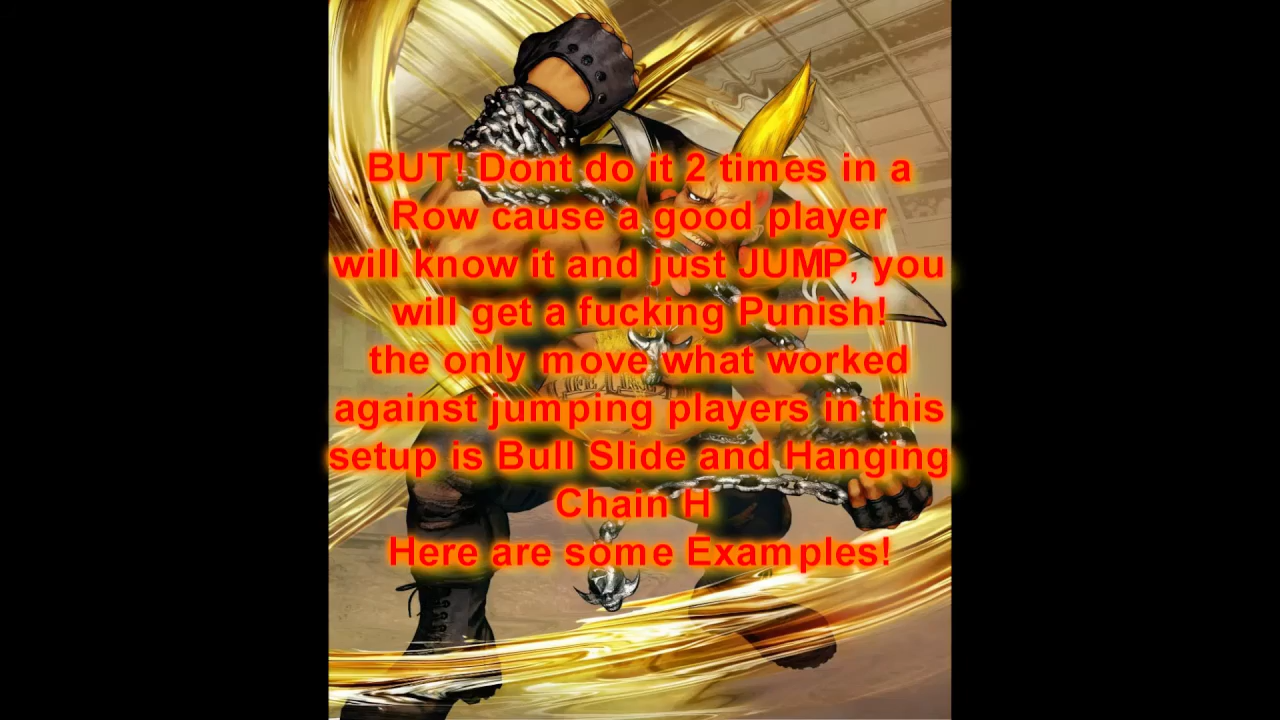 BUT! Dont do it 2 times in a
Row cause a good player
will know it and just JUMP, you
will get a fucking Punish!
the only move what worked
against jumping players in this
setup is Bull Slide and Hanging
Chain H
Here are some Examples!